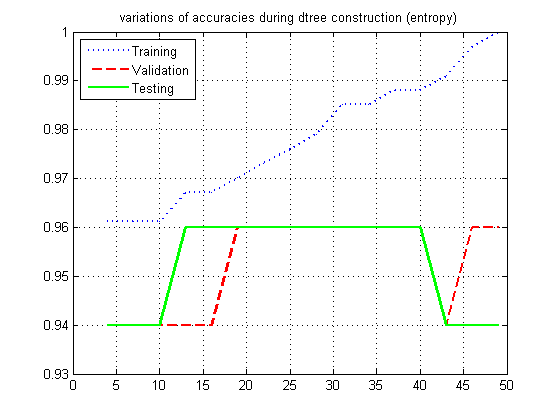 variations of accuracies during dtree construction (entropy)
1
Training
Validation
Testing
0.99
0.98
0.97
0.96
0.95
0.94
0.93
0 5 10 15 20 25 30 35 40 45 50